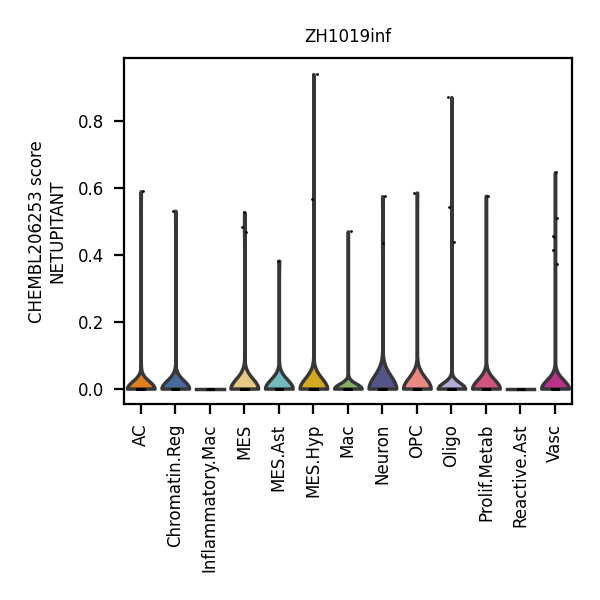 ZH1019inf
CHEMBL206253 score
NETUPITANT
0.8
0.6
0.4
0.2
0.0
AC
Chromatin.Reg
Inflammatory.Mac
MES
MES.Ast
MES.Hyp
Mac
Neuron
OPC
Oligo
Prolif.Metab
Reactive.Ast
Vasc